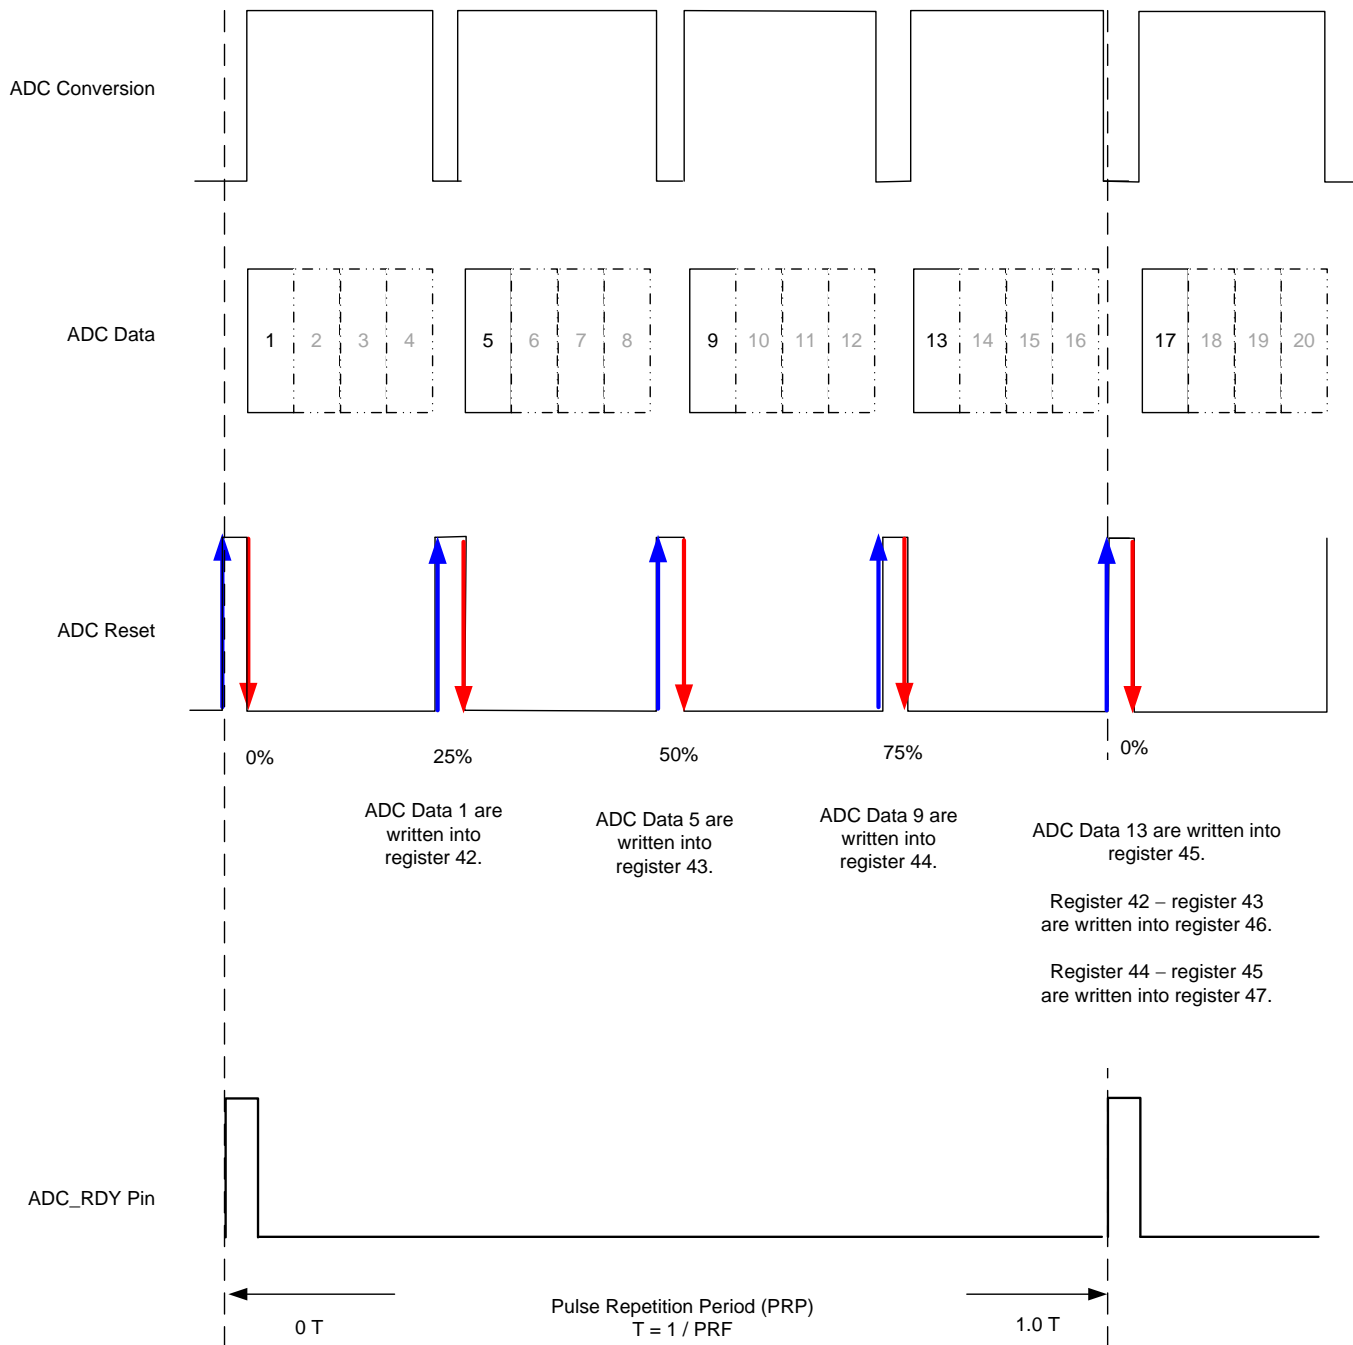 ADC Conversion
ADC Data
1 2 3 4 5 6 7 8 9 10 11 12 13 14 15 16 17 18 19 20
ADC Reset
0% 25% 50% 75% 0%
ADC Data 1 are
written into
register 42.
ADC Data 5 are
written into
register 43.
ADC Data 9 are
written into
register 44.
ADC Data 13 are written into
register 45.
Register 42 – register 43
are written into register 46.
Register 44 – register 45
are written into register 47.
ADC_RDY Pin
0 T
Pulse Repetition Period (PRP)
T = 1 / PRF
1.0 T